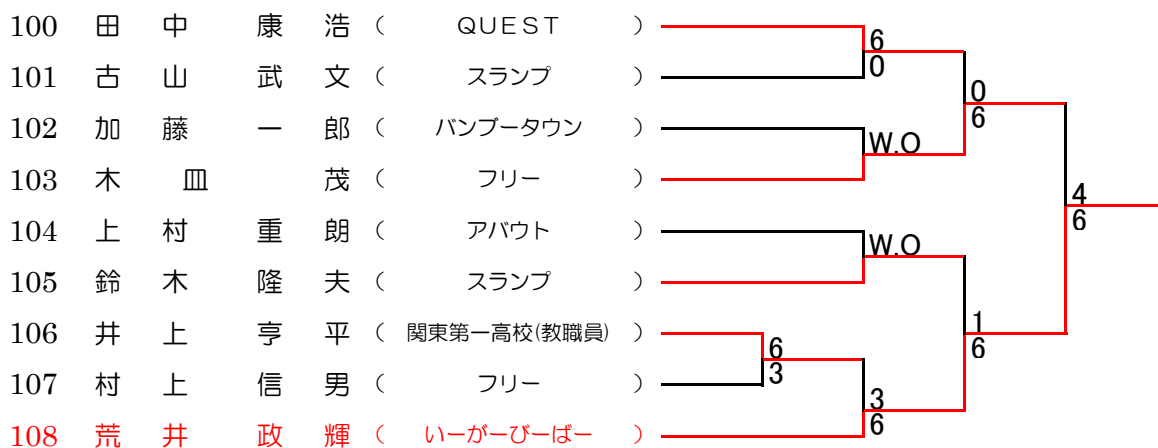 100 田中 康浩 ( QUEST )
6
0
101 古山 武文 ( スランプ )
0
6
102 加藤 一郎 ( バンブータウン )
W.O
103 木皿 茂 ( フリー )
4
6
104 上村 重朗 ( アバウト )
W.O
105 鈴木 隆夫 ( スランプ )
106 井上 亨平 ( 関東第一高校(教職員) )
1
6
6
3
107 村上 信男 ( フリー )
3
6
108 荒井 政輝 ( いーがーびーばー )